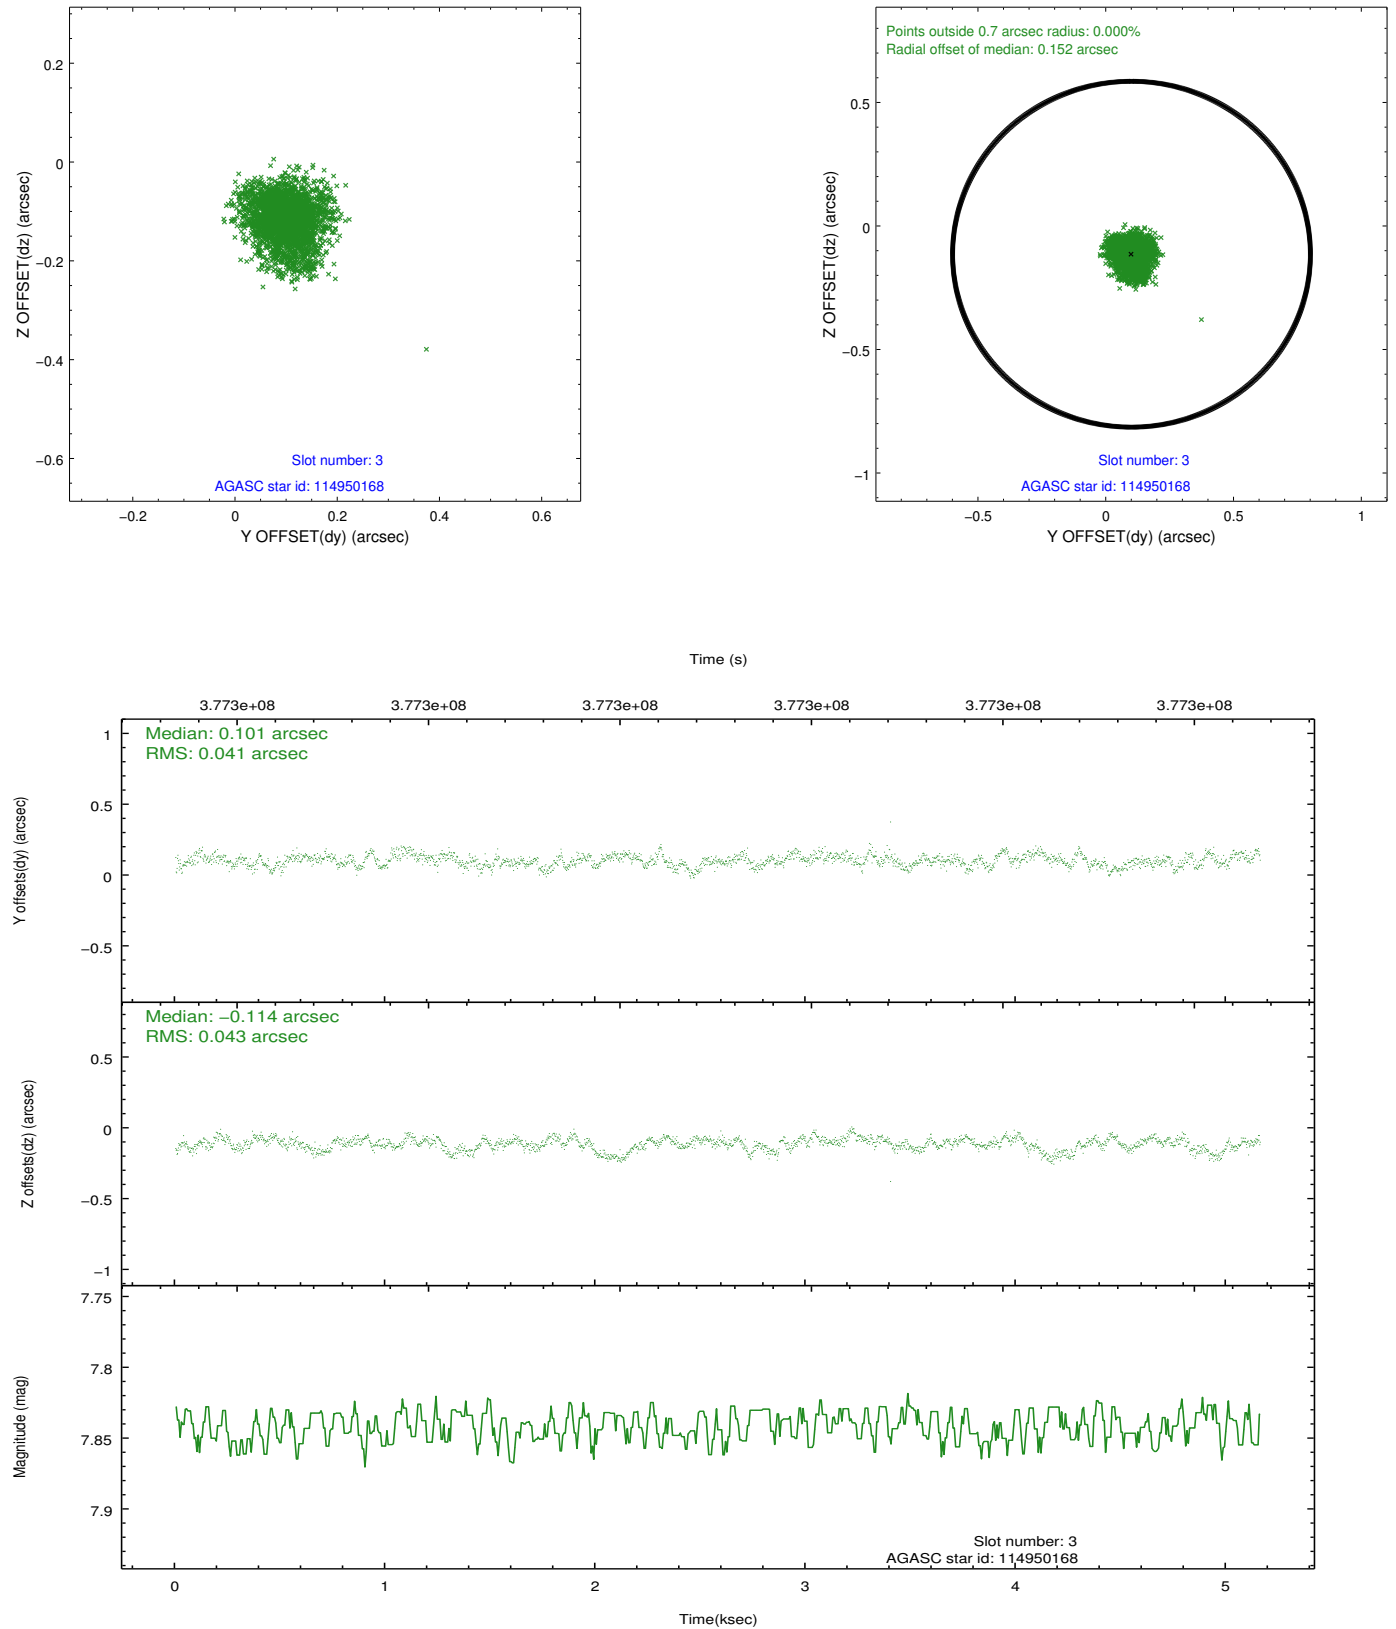 0.2
0
−0.2
−0.4
−0.6
Z OFFSET(dz) (arcsec)
Slot number: 3
AGASC star id: 114950168
−0.2 0 0.2 0.4 0.6
Y OFFSET(dy) (arcsec)
Points outside 0.7 arcsec radius: 0.000%
Radial offset of median: 0.152 arcsec
0.5
0
−0.5
−1
Z OFFSET(dz) (arcsec)
Slot number: 3
AGASC star id: 114950168
−0.5 0 0.5 1
Y OFFSET(dy) (arcsec)
Time (s)
3.773e+08 3.773e+08 3.773e+08 3.773e+08 3.773e+08 3.773e+08
Median: 0.101 arcsec
RMS: 0.041 arcsec
1
0.5
0
−0.5
Y offsets(dy) (arcsec)
Median: −0.114 arcsec
RMS: 0.043 arcsec
0.5
0
−0.5
−1
Z offsets(dz) (arcsec)
7.75
7.8
7.85
7.9
Magnitude (mag)
Slot number: 3
AGASC star id: 114950168
0 1 2 3 4 5
Time(ksec)